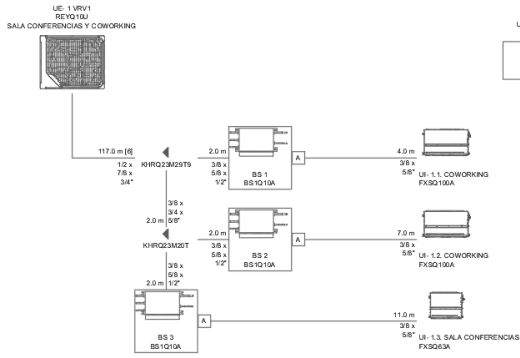 UE- 1 VRV1
REYQ10U
SALA CONFERENCIAS Y COWORKING
U
117.0 m [6]
1/2 x
7/8 x
3/4"
KHRQ23M29T9
2.0 m
3/8 x
5/8 x
1/2"
BS 1
BS1Q10A
A
4.0 m
3/8 x
5/8"
UI- 1.1. COWORKING
FXSQ100A
2.0 m
3/8 x
3/4 x
5/8"
KHRQ23M20T
2.0 m
3/8 x
5/8 x
1/2"
BS 2
BS1Q10A
A
7.0 m
3/8 x
5/8"
UI- 1.2. COWORKING
FXSQ100A
2.0 m
3/8 x
5/8 x
1/2"
BS 3
BS1Q10A
A
11.0 m
3/8 x
5/8"
UI- 1.3. SALA CONFERENCIAS
FXSQ63A